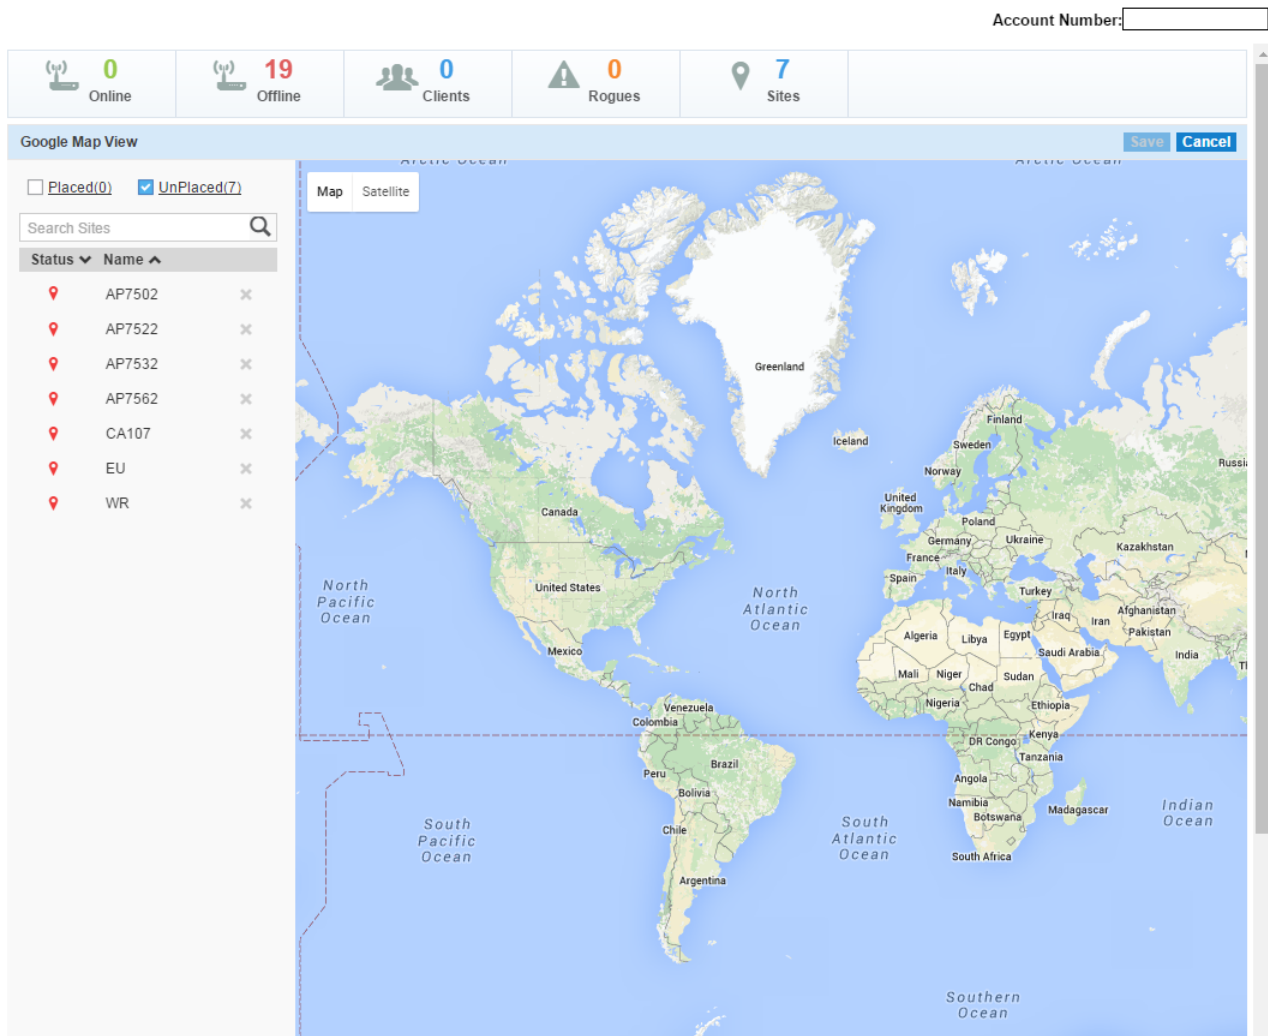 Account Number:
0 19 0 0 7
Online Offline Clients Rogues Sites
Google Map View Save Cancel
Placed(0) UnPlaced(7)
Search Sites
Status Name
AP7502
AP7522
AP7532
AP7562
CA107
EU
WR
Arctic Ocean Arctic Ocean
Map Satellite
Greenland
Finland
Iceland
Sweden
Norway
Russia
United
Kingdom
Canada
Poland
Germany
Ukraine
Kazakhstan
France
Italy
Spain
United States
Turkey
North
Pacific
Ocean
North
Atlantic
Ocean
Afghanistan
Iraq
Iran
Pakistan
Algeria
Libya
Egypt
Saudi Arabia
India
Mexico
Mali
Niger
Chad
Sudan
Nigeria
Ethiopia
Venezuela
Colombia
DR Congo
Kenya
Tanzania
Brazil
Peru
Bolivia
Angola
Namibia
Botswana
Madagascar
Indian
Ocean
South
Pacific
Ocean
Chile
South
Atlantic
Ocean
South Africa
Argentina
Southern
Ocean